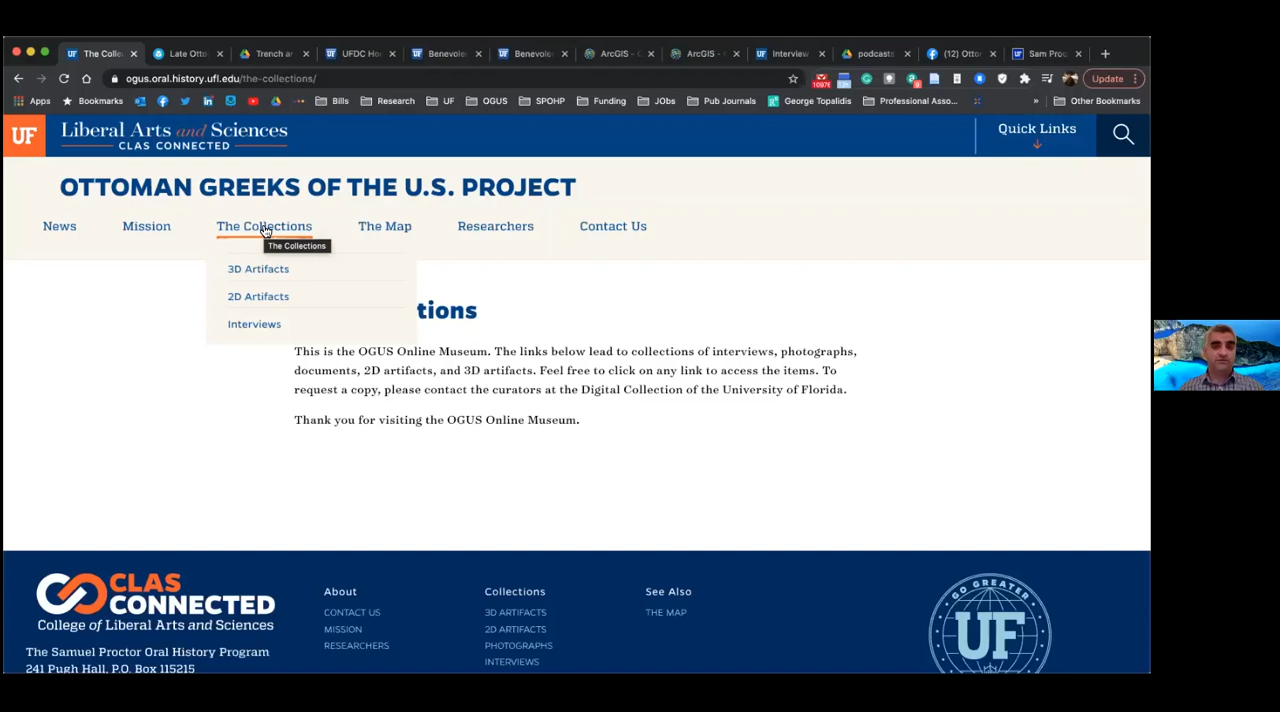 The Colle
Late Otto
Trench ar
UFDC Ho
Benevole
Benevole
ArcGIS - C
ArcGIS -
Interview
podcasts
(12) Otto
Sam Proc
ogus.oral.history.ufl.edu/the-collections/
Update
Apps
Bookmarks
Bills
Research
UF
OGUS
SPOHP
Funding
JObs
Pub Journals
George Topalidis
Professional Asso...
»
Other Bookmarks
UF
Liberal Arts and Sciences
CLAS CONNECTED
Quick Links
OTTOMAN GREEKS OF THE U.S. PROJECT
News
Mission
The Collections
The Map
Researchers
Contact Us
The Collections
3D Artifacts
2D Artifacts
Interviews
tions
This is the OGUS Online Museum. The links below lead to collections of interviews, photographs,
documents, 2D artifacts, and 3D artifacts. Feel free to click on any link to access the items. To
request a copy, please contact the curators at the Digital Collection of the University of Florida.
Thank you for visiting the OGUS Online Museum.
CLAS
CONNECTED
College of Liberal Arts and Sciences
The Samuel Proctor Oral History Program
241 Pugh Hall, P.O. Box 115215
About
CONTACT US
MISSION
RESEARCHERS
Collections
3D ARTIFACTS
2D ARTIFACTS
PHOTOGRAPHS
INTERVIEWS
See Also
THE MAP
GO GREATER
UF